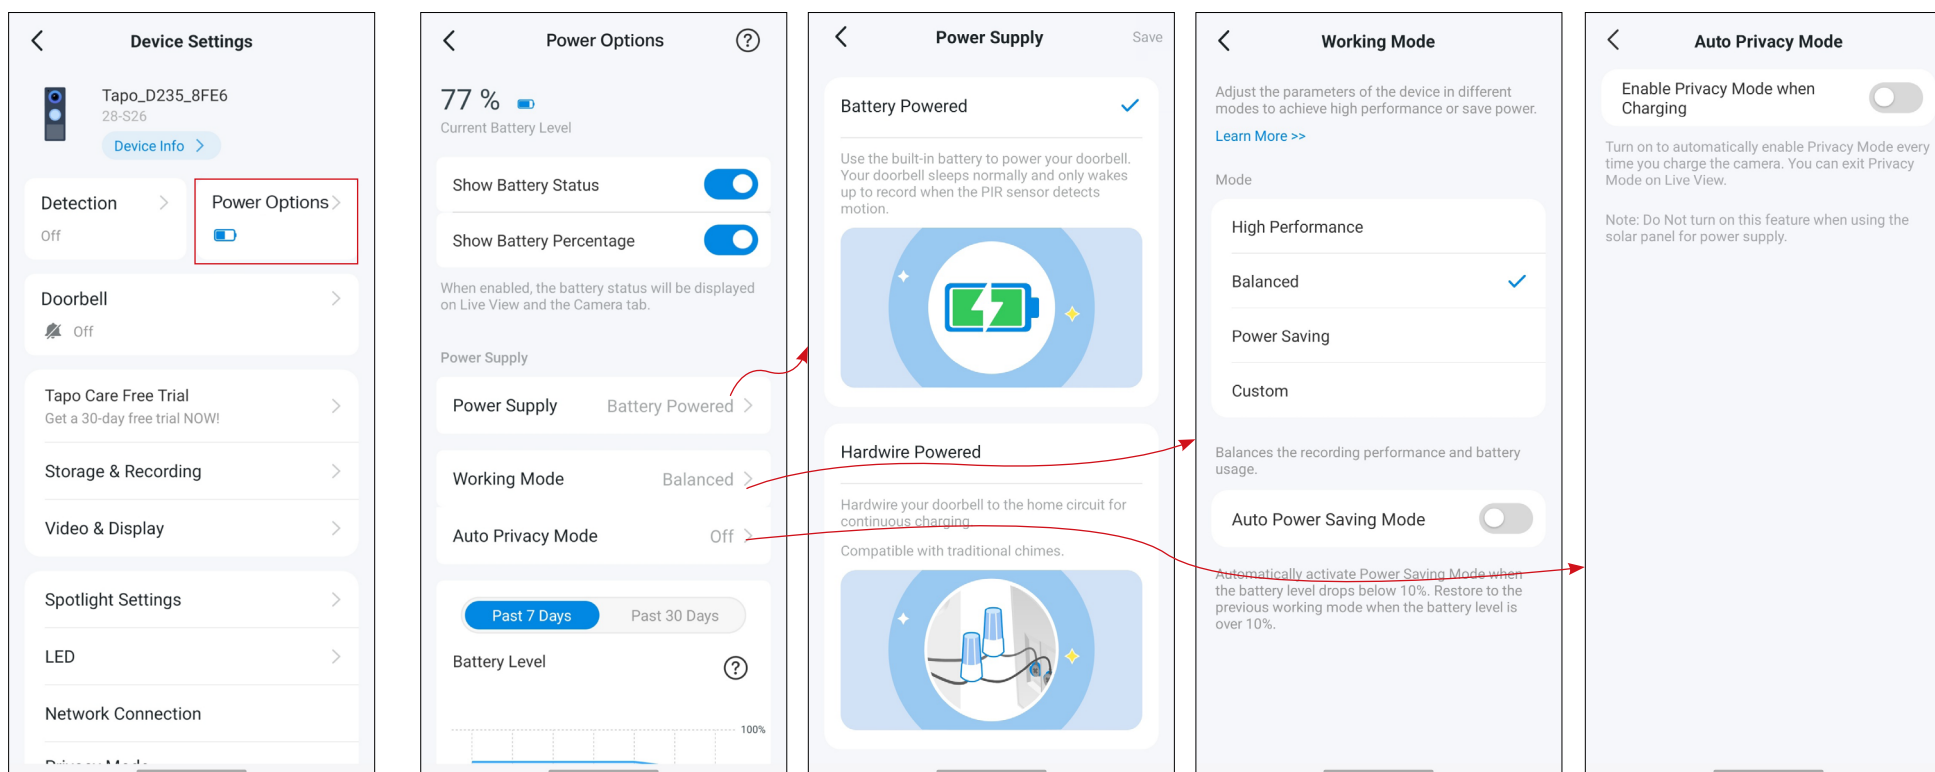 Device Settings
Tapo_D235_8FE6
28-S26
Device Info
Detection
Off
Power Options
Doorbell
Off
Tapo Care Free Trial
Get a 30-day free trial NOW!
Storage & Recording
Video & Display
Spotlight Settings
LED
Network Connection
Privacy Mode
Power Options
77 %
Current Battery Level
Show Battery Status
Show Battery Percentage
When enabled, the battery status will be displayed
on Live View and the Camera tab.
Power Supply
Power Supply Battery Powered
Working Mode Balanced
Auto Privacy Mode Off
Past 7 Days Past 30 Days
Battery Level
100%
Power Supply Save
Battery Powered
Use the built-in battery to power your doorbell.
Your doorbell sleeps normally and only wakes
up to record when the PIR sensor detects
motion.
Hardwire Powered
Hardwire your doorbell to the home circuit for
continuous charging
Compatible with traditional chimes.
Working Mode
Adjust the parameters of the device in different
modes to achieve high performance or save power.
Learn More >>
Mode
High Performance
Balanced
Power Saving
Custom
Balances the recording performance and battery
usage.
Auto Power Saving Mode
Automatically activate Power Saving Mode when
the battery level drops below 10%. Restore to the
previous working mode when the battery level is
over 10%.
Auto Privacy Mode
Enable Privacy Mode when
Charging
Turn on to automatically enable Privacy Mode every
time you charge the camera. You can exit Privacy
Mode on Live View.
Note: Do Not turn on this feature when using the
solar panel for power supply.